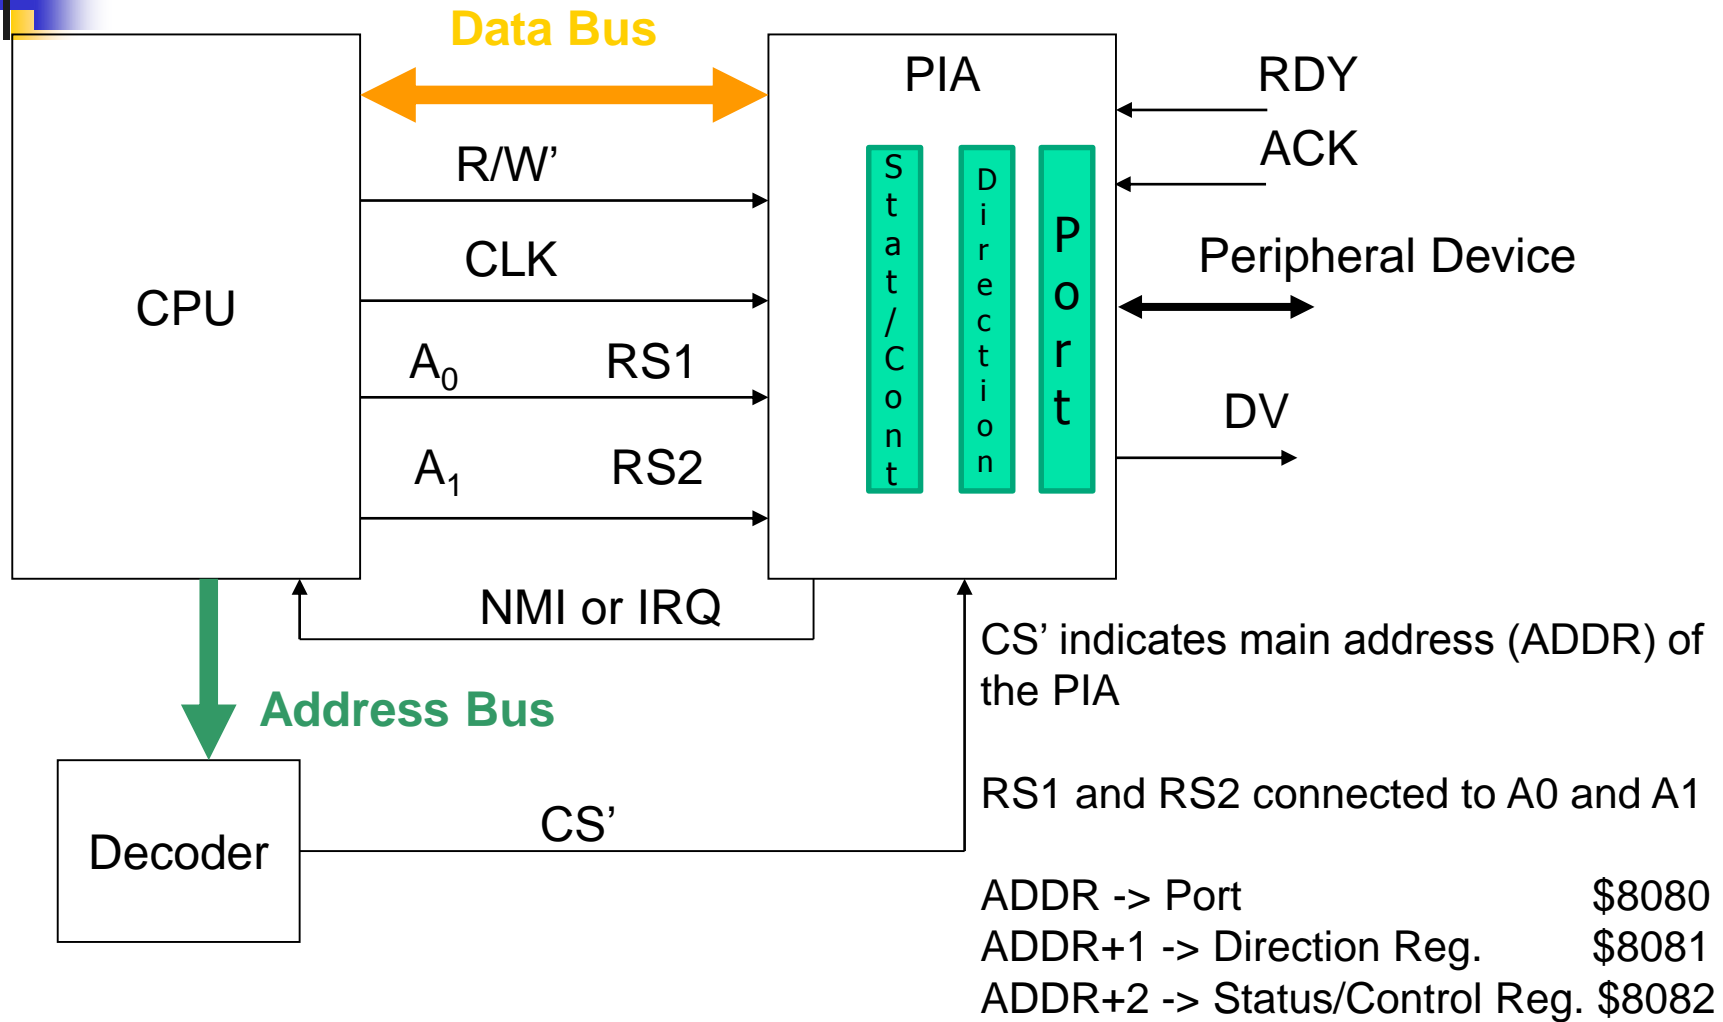 Data Bus
PIA
RDY
ACK
R/W’
CLK
CPU
A0 RS1
A1 RS2
Stat/Cont
Direction
Port
Peripheral Device
DV
NMI or IRQ
Address Bus
Decoder
CS’
CS’ indicates main address (ADDR) of
the PIA
RS1 and RS2 connected to A0 and A1
ADDR -> Port $8080
ADDR+1 -> Direction Reg. $8081
ADDR+2 -> Status/Control Reg. $8082